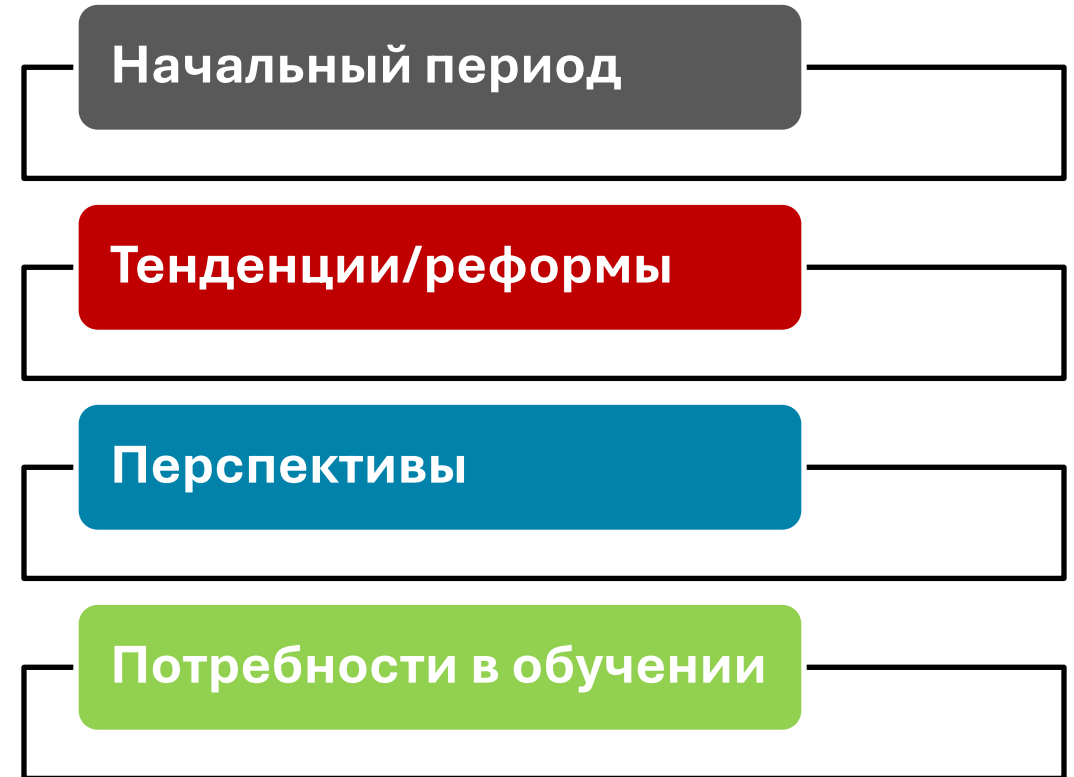 Начальный период
Тенденции/реформы
Перспективы
Потребности в обучении